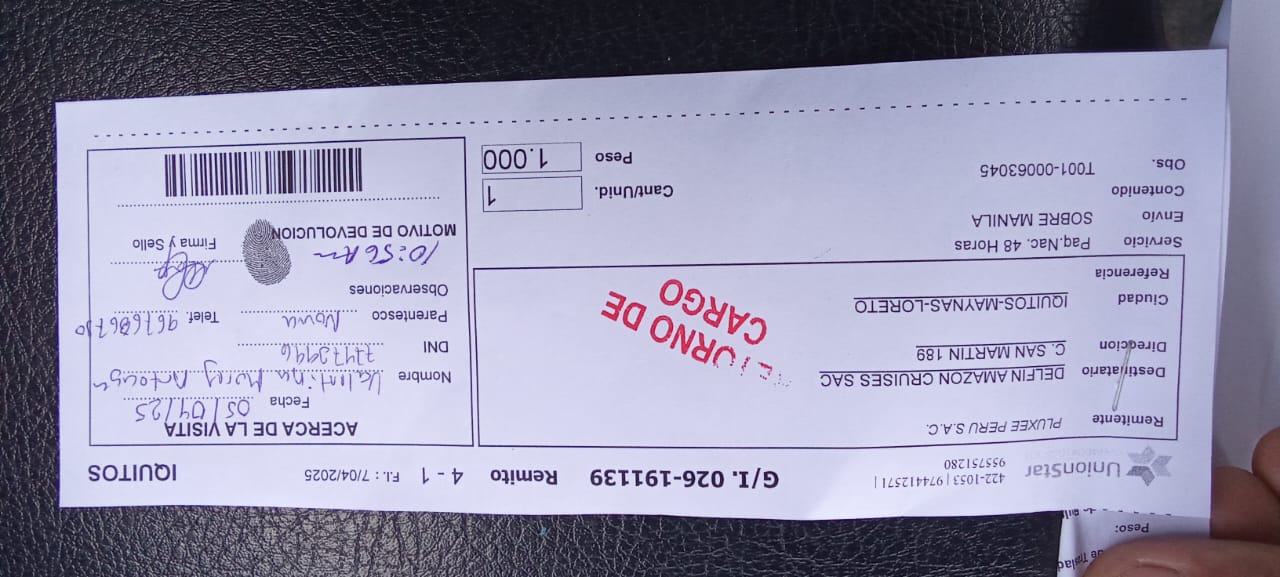 UnionStar
422-1053 | 974412571 |
955751280
G/I. 026-191139
Remito
4 - 1
F.I.: 7/04/2025
IQUITOS
Remitente PLUXEE PERU S.A.C.
Destinatario DELFIN AMAZON CRUISES SAC
Direccion C. SAN MARTIN 189
Ciudad IQUITOS-MAYNAS-LORETO
Referencia
CARGO
Servicio Paq.Nac. 48 Horas
Envío SOBRE MANILA
Contenido
Obs. T001-00063045
Cant/Unid. 1
Peso 1.000
ACERCA DE LA VISITA
Fecha 05/04/25
Nombre Valentina
DNI
Parentesco
Telef.
Observaciones
10:56 Am
Firma y Sello
MOTIVO DE DEVOLUCION
Peso: